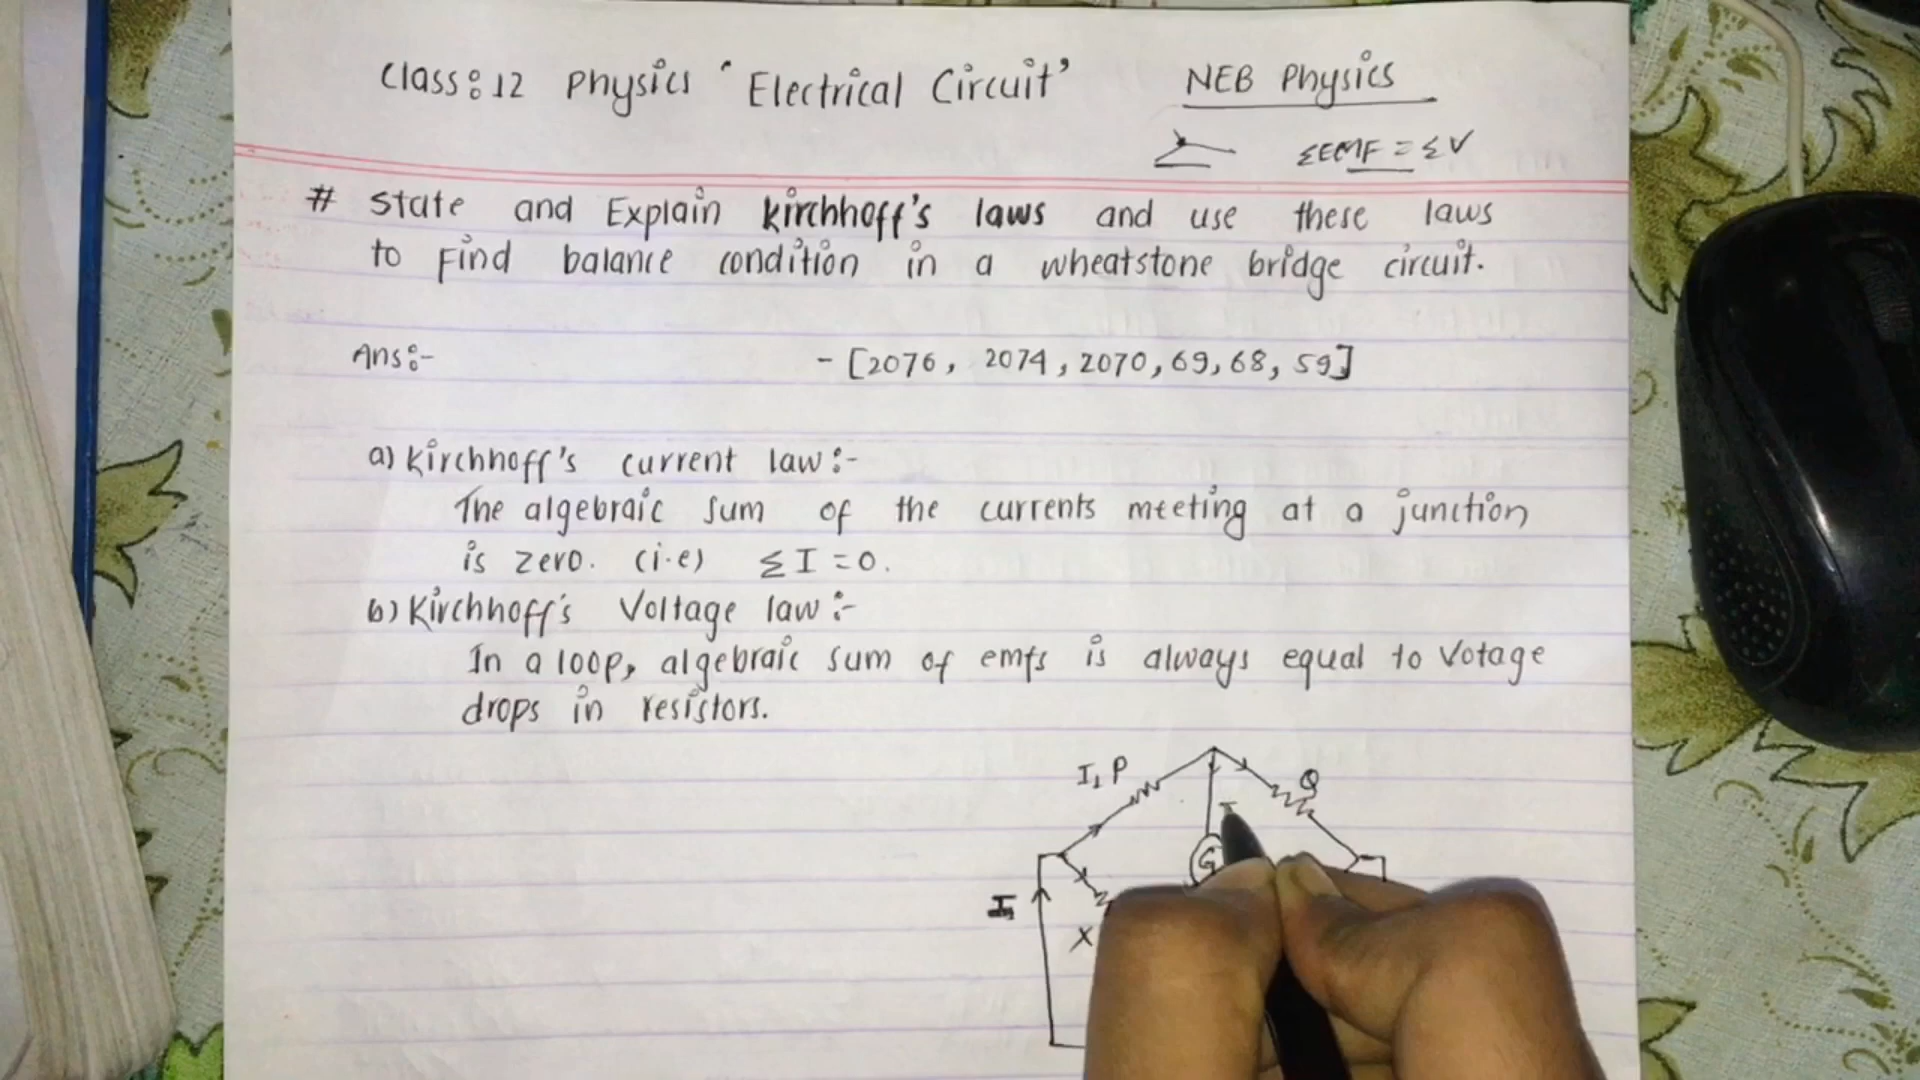 Class: 12 Physics 'Electrical Circuit'
NEB Physics
ΣEMF = ΣV
# State and Explain Kirchhoff's laws and use these laws
to Find balance condition in a wheatstone bridge circuit.
Ans:-
- [2076, 2074, 2070, 69, 68, 59]
a) Kirchhoff's current law:-
The algebraic sum of the currents meeting at a junction
is zero. (i.e) ΣI = 0.
b) Kirchhoff's Voltage law:-
In a loop, algebraic sum of emfs is always equal to Votage
drops in resistors.
I₁ P
Q
G
I
X